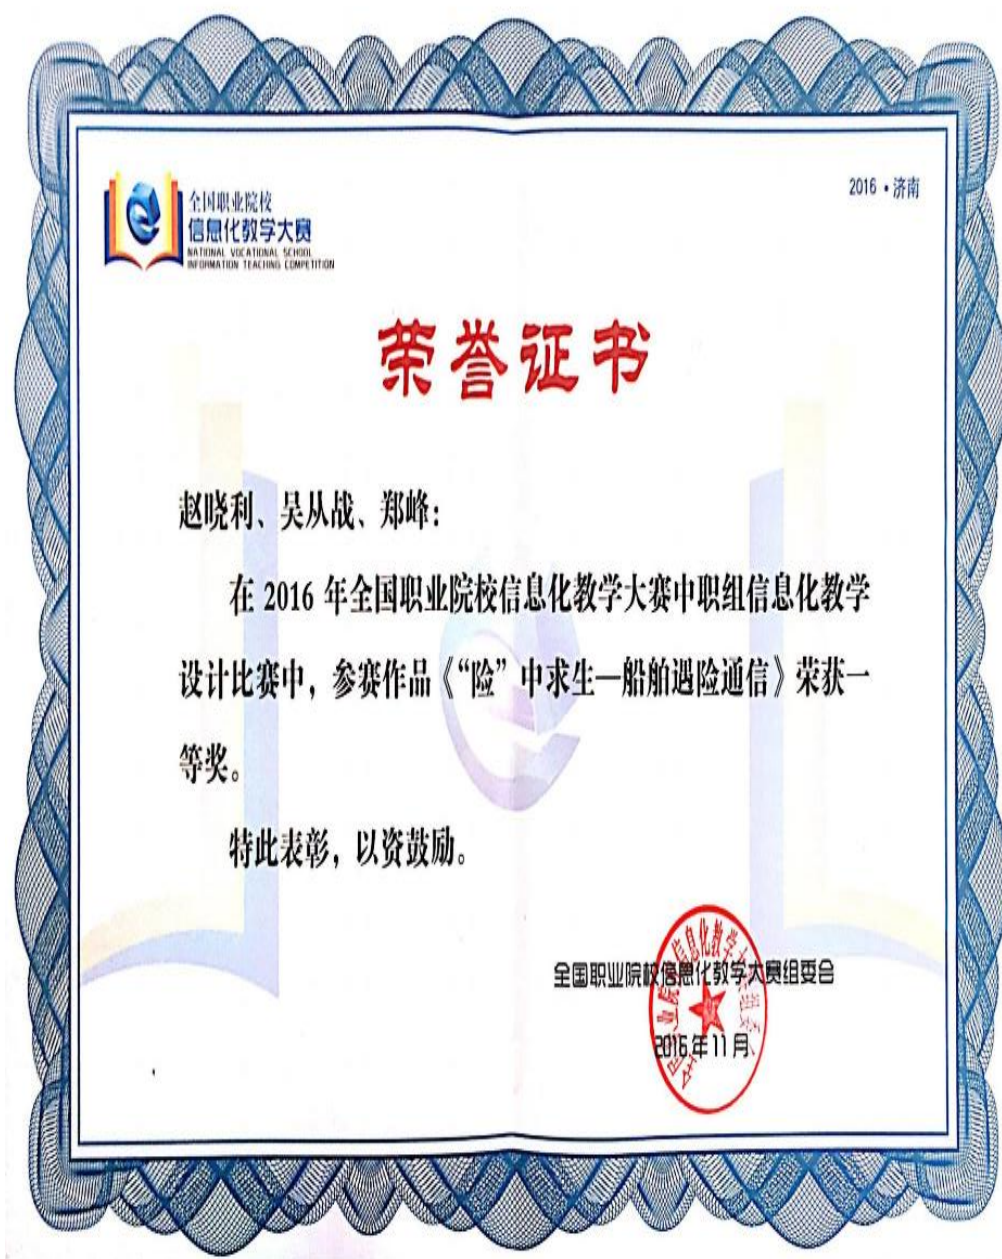 全国职业院校
信息化教学大赛
NATIONAL VOCATIONAL SCHOOL
INFORMATION TEACHING COMPETITION
2016·济南
荣誉证书
赵晓利、吴从战、郑峰：
在 2016 年全国职业院校信息化教学大赛中职组信息化教学
设计比赛中，参赛作品《“险”中求生—船舶遇险通信》荣获一
等奖。
特此表彰，以资鼓励。
全国职业院校信息化教学大赛组委会
2016年11月